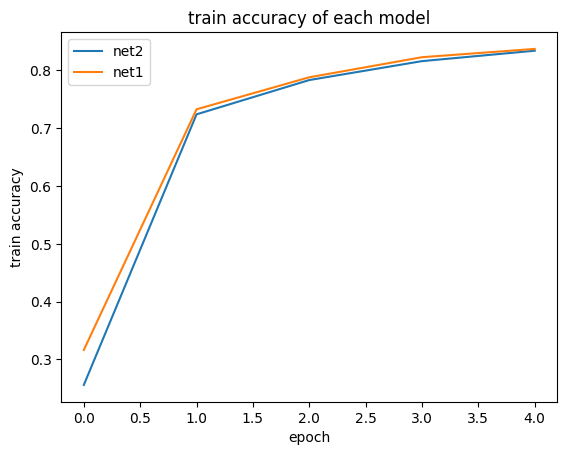 train accuracy of each model
net2
net1
train accuracy
0.8
0.7
0.6
0.5
0.4
0.3
0.0 0.5 1.0 1.5 2.0 2.5 3.0 3.5 4.0
epoch